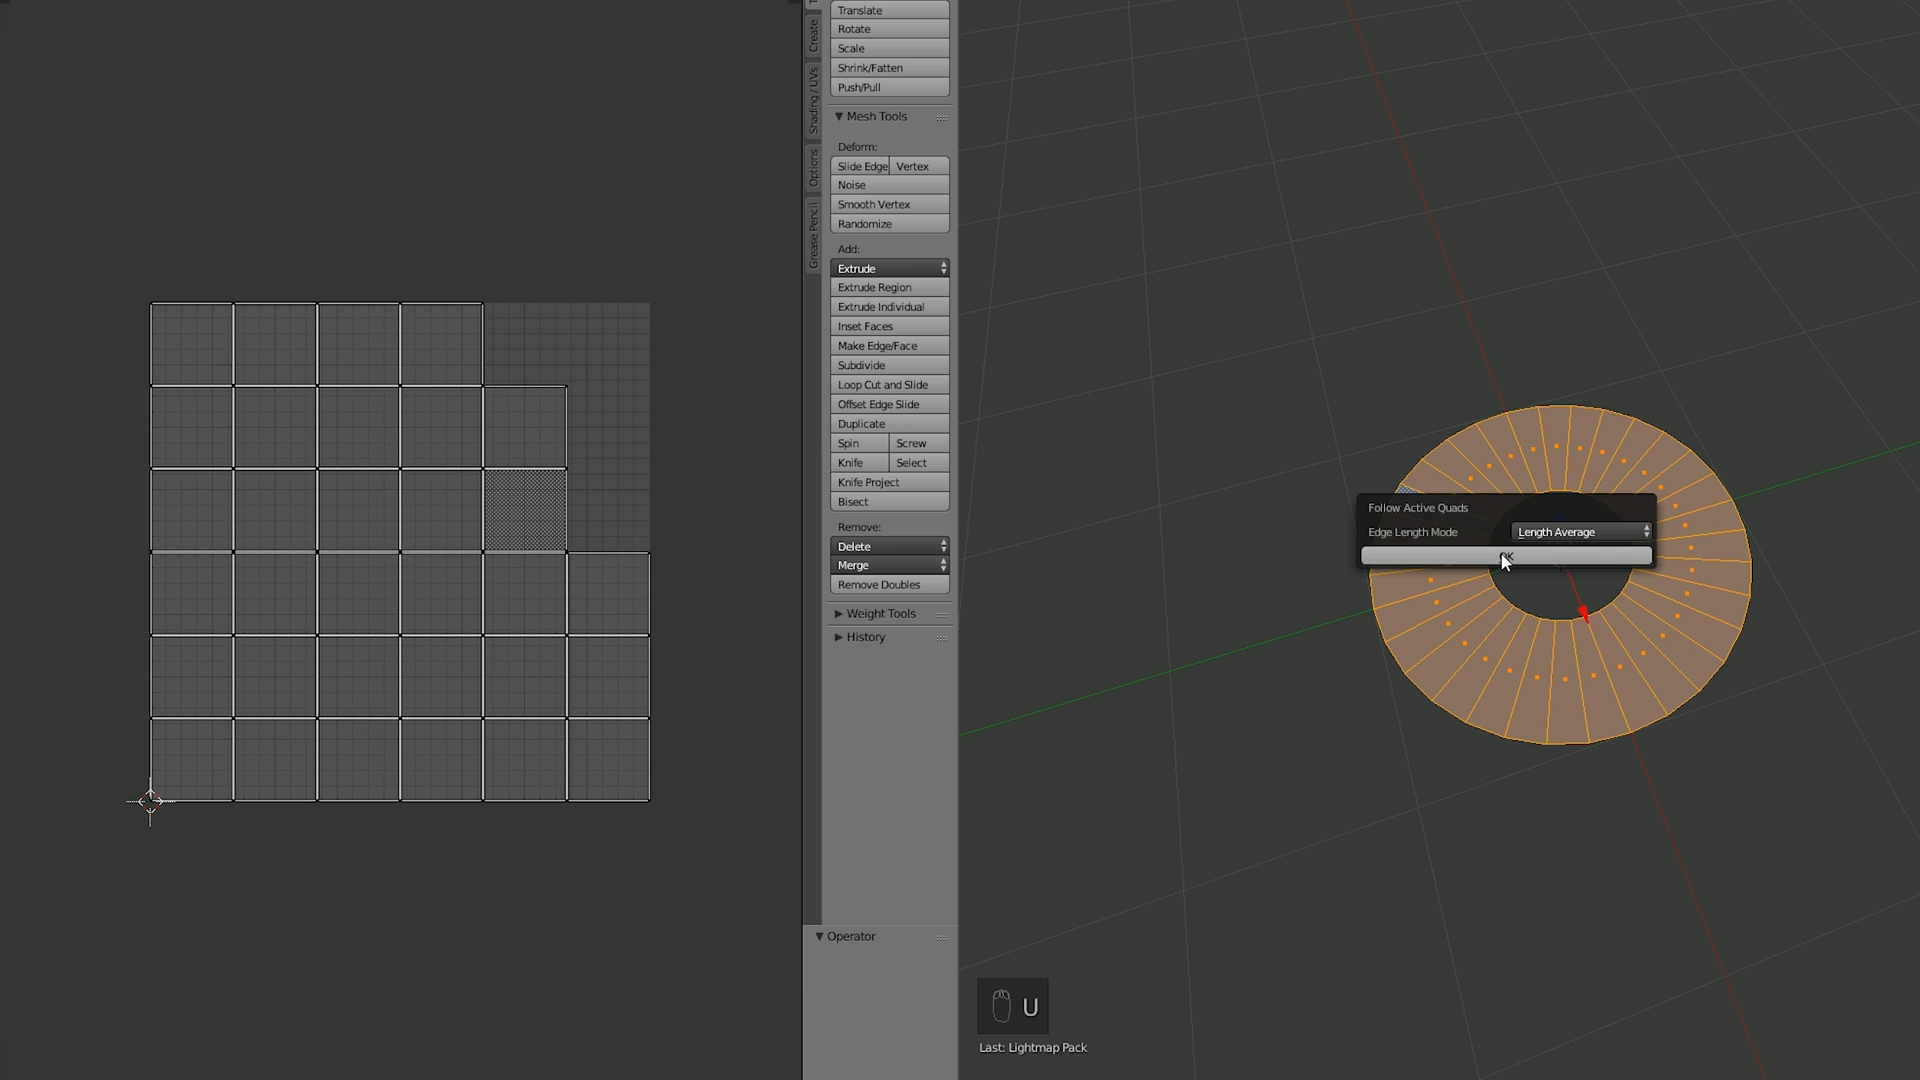 Translate
Rotate
Scale
Shrink/Fatten
Push/Pull
Mesh Tools
Deform:
Slide Edge Vertex
Noise
Smooth Vertex
Randomize
Add:
Extrude
Extrude Region
Extrude Individual
Inset Faces
Make Edge/Face
Subdivide
Loop Cut and Slide
Offset Edge Slide
Duplicate
Spin Screw
Knife Select
Knife Project
Bisect
Remove:
Delete
Merge
Remove Doubles
Weight Tools
History
Operator
Create
Shading / UVs
Options
Grease Pencil
Follow Active Quads
Edge Length Mode Length Average
OK
U
Last: Lightmap Pack